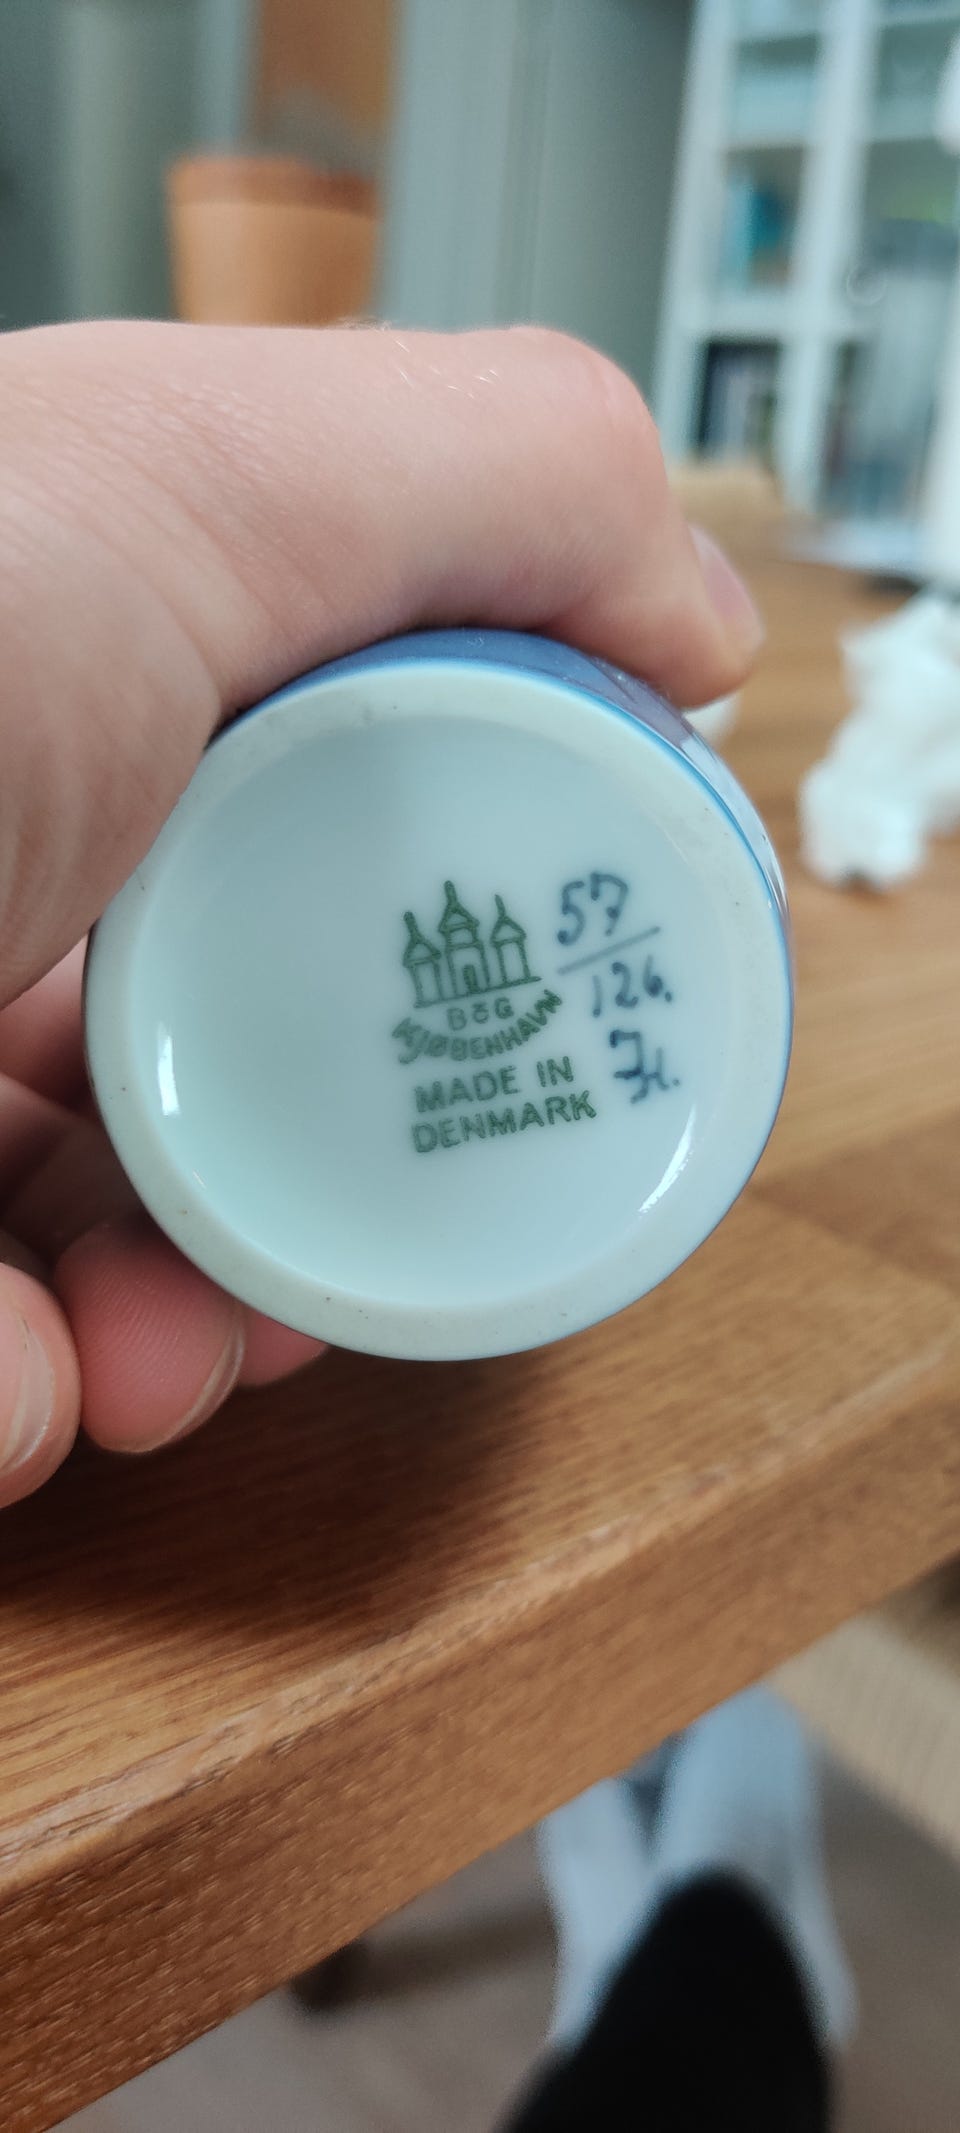 B&G
KJØBENHAVN
MADE IN
DENMARK
57
126.